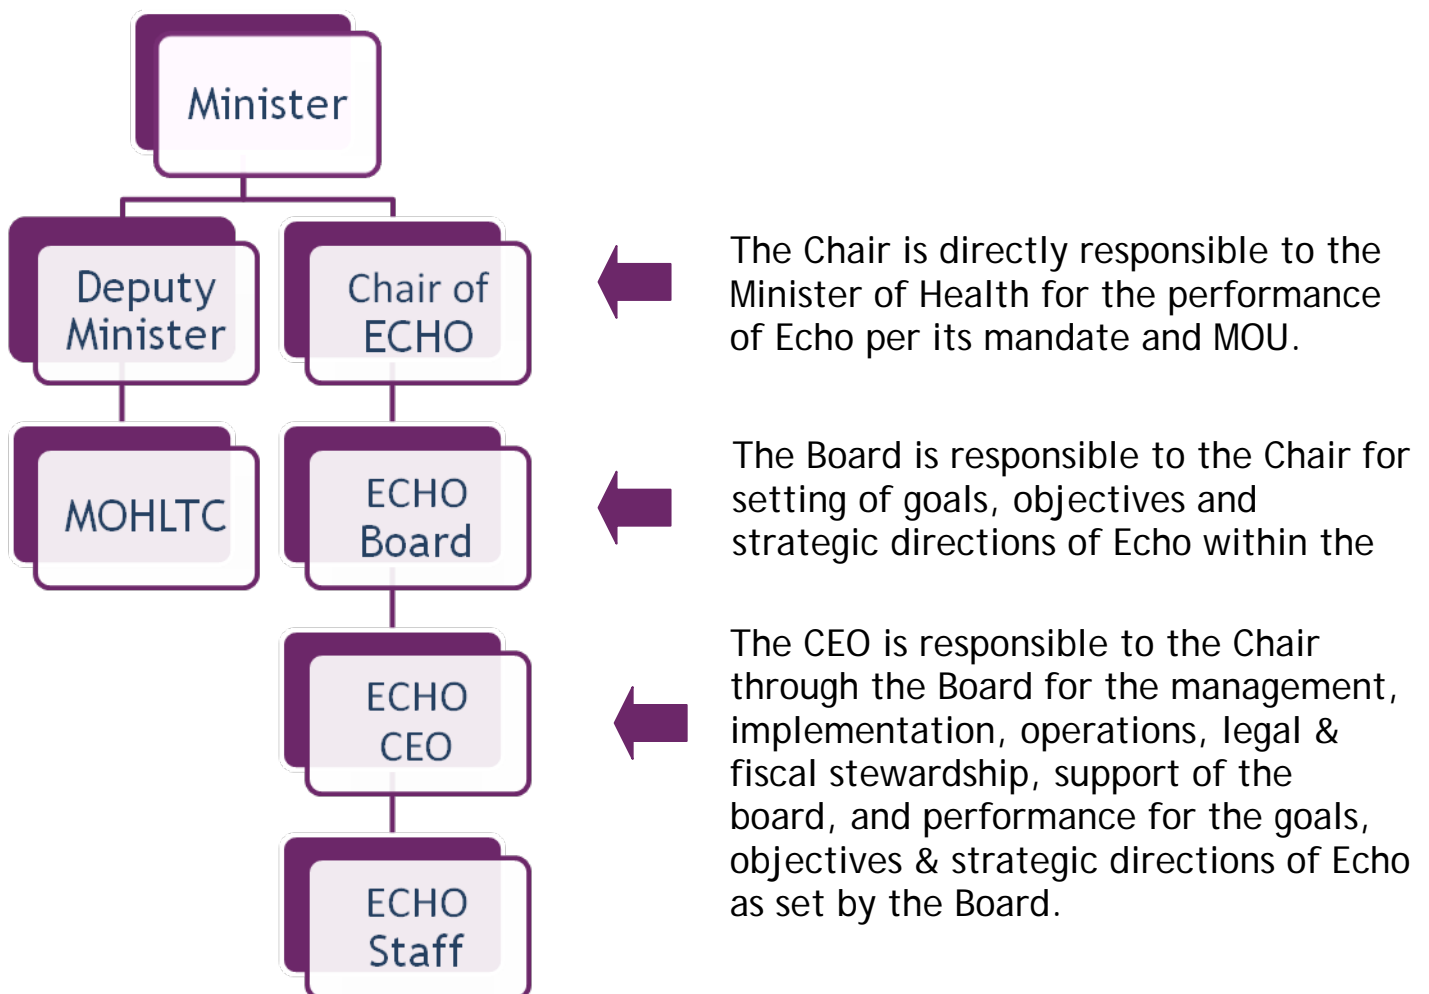 Minister
Deputy
Minister
Chair of
ECHO
The Chair is directly responsible to the
Minister of Health for the performance
of Echo per its mandate and MOU.
MOHLTC
ECHO
Board
The Board is responsible to the Chair for
setting of goals, objectives and
strategic directions of Echo within the
ECHO
CEO
The CEO is responsible to the Chair
through the Board for the management,
implementation, operations, legal &
fiscal stewardship, support of the
board, and performance for the goals,
objectives & strategic directions of Echo
as set by the Board.
ECHO
Staff